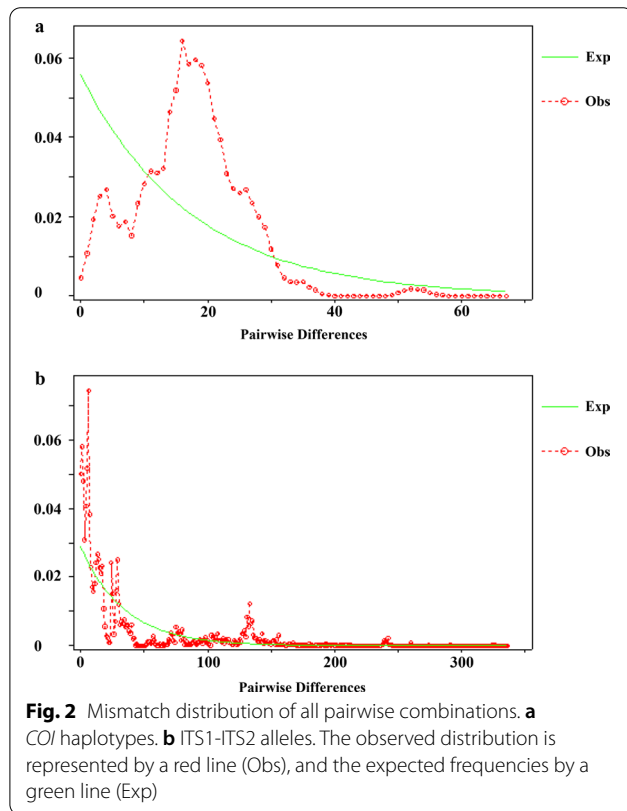 a
0.06
0.04
0.02
0
0
20
40
60
Pairwise Differences
Exp
Obs
b
0.06
0.04
0.02
0
0
100
200
300
Pairwise Differences
Exp
Obs
Fig. 2 Mismatch distribution of all pairwise combinations. a
COI haplotypes. b ITS1-ITS2 alleles. The observed distribution is
represented by a red line (Obs), and the expected frequencies by a
green line (Exp)